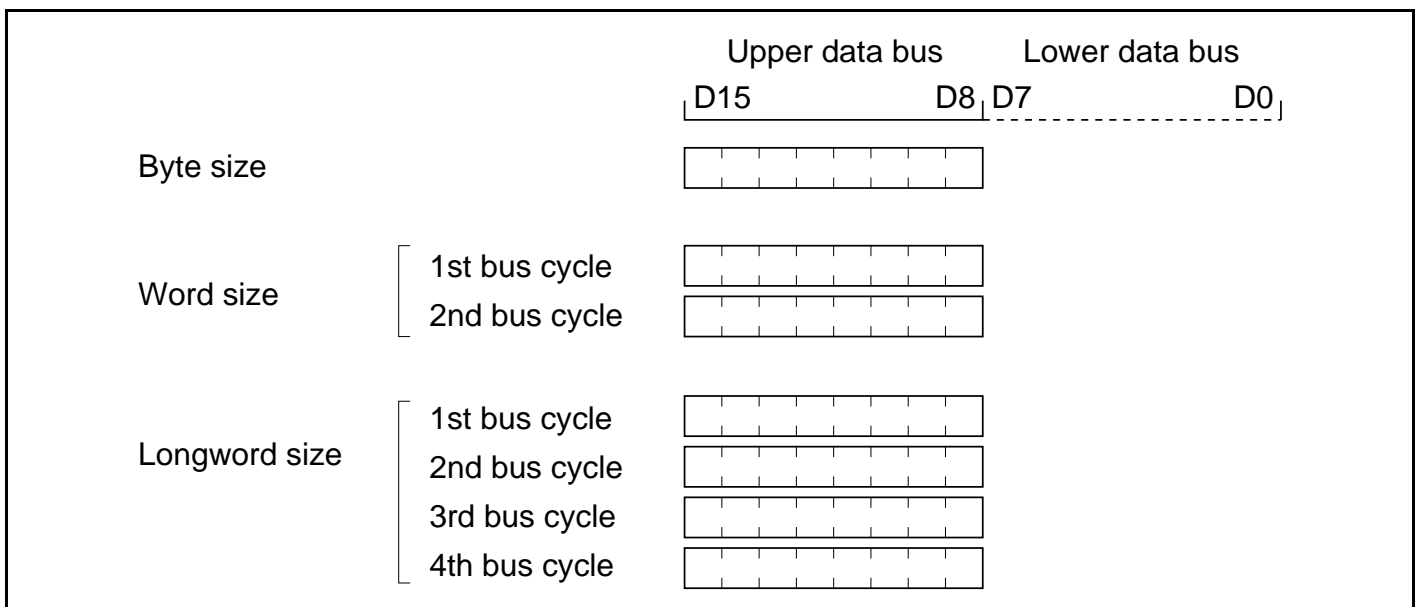 Upper data bus Lower data bus
D15 D8 D7 D0
Byte size
Word size
1st bus cycle
2nd bus cycle
Longword size
1st bus cycle
2nd bus cycle
3rd bus cycle
4th bus cycle